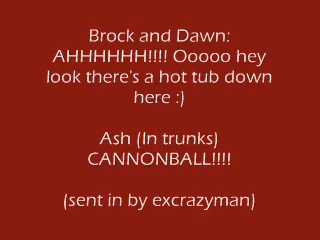 Brock and Dawn:
AHHHHHH!!!! Ooooo hey
look there's a hot tub down
here :)
Ash (In trunks)
CANNONBALL!!!!
(sent in by excrazyman)